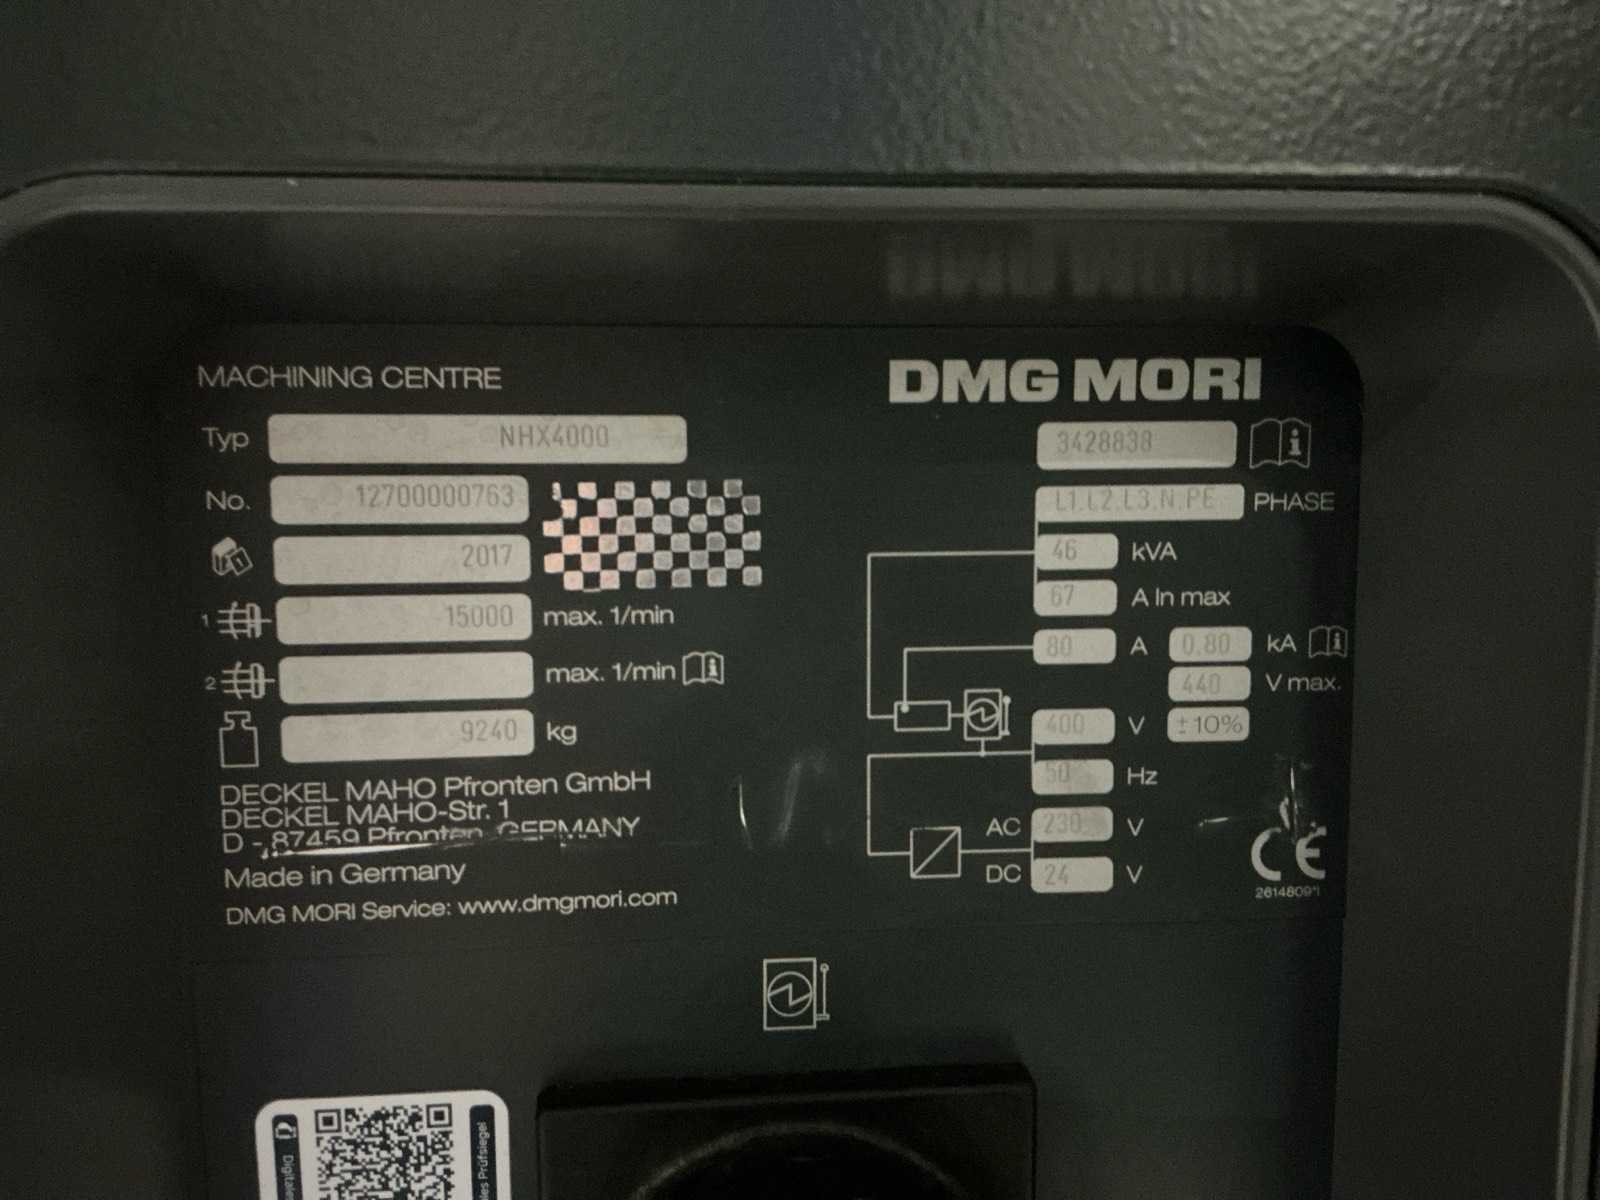 MACHINING CENTRE
DMG MORI
Typ NHX4000
3428838
No. 12700000763
L1.L2.L3.N.PE PHASE
2017
46 kVA
1 15000 max. 1/min
67 A In max
80 A 0.80 kA
2 max. 1/min
440 V max.
9240 kg
400 V ±10%
50 Hz
DECKEL MAHO Pfronten GmbH
DECKEL MAHO-Str. 1
D - 87459 Pfronten GERMANY
AC 230 V
Made in Germany
DC 24 V
CE
DMG MORI Service: www.dmgmori.com